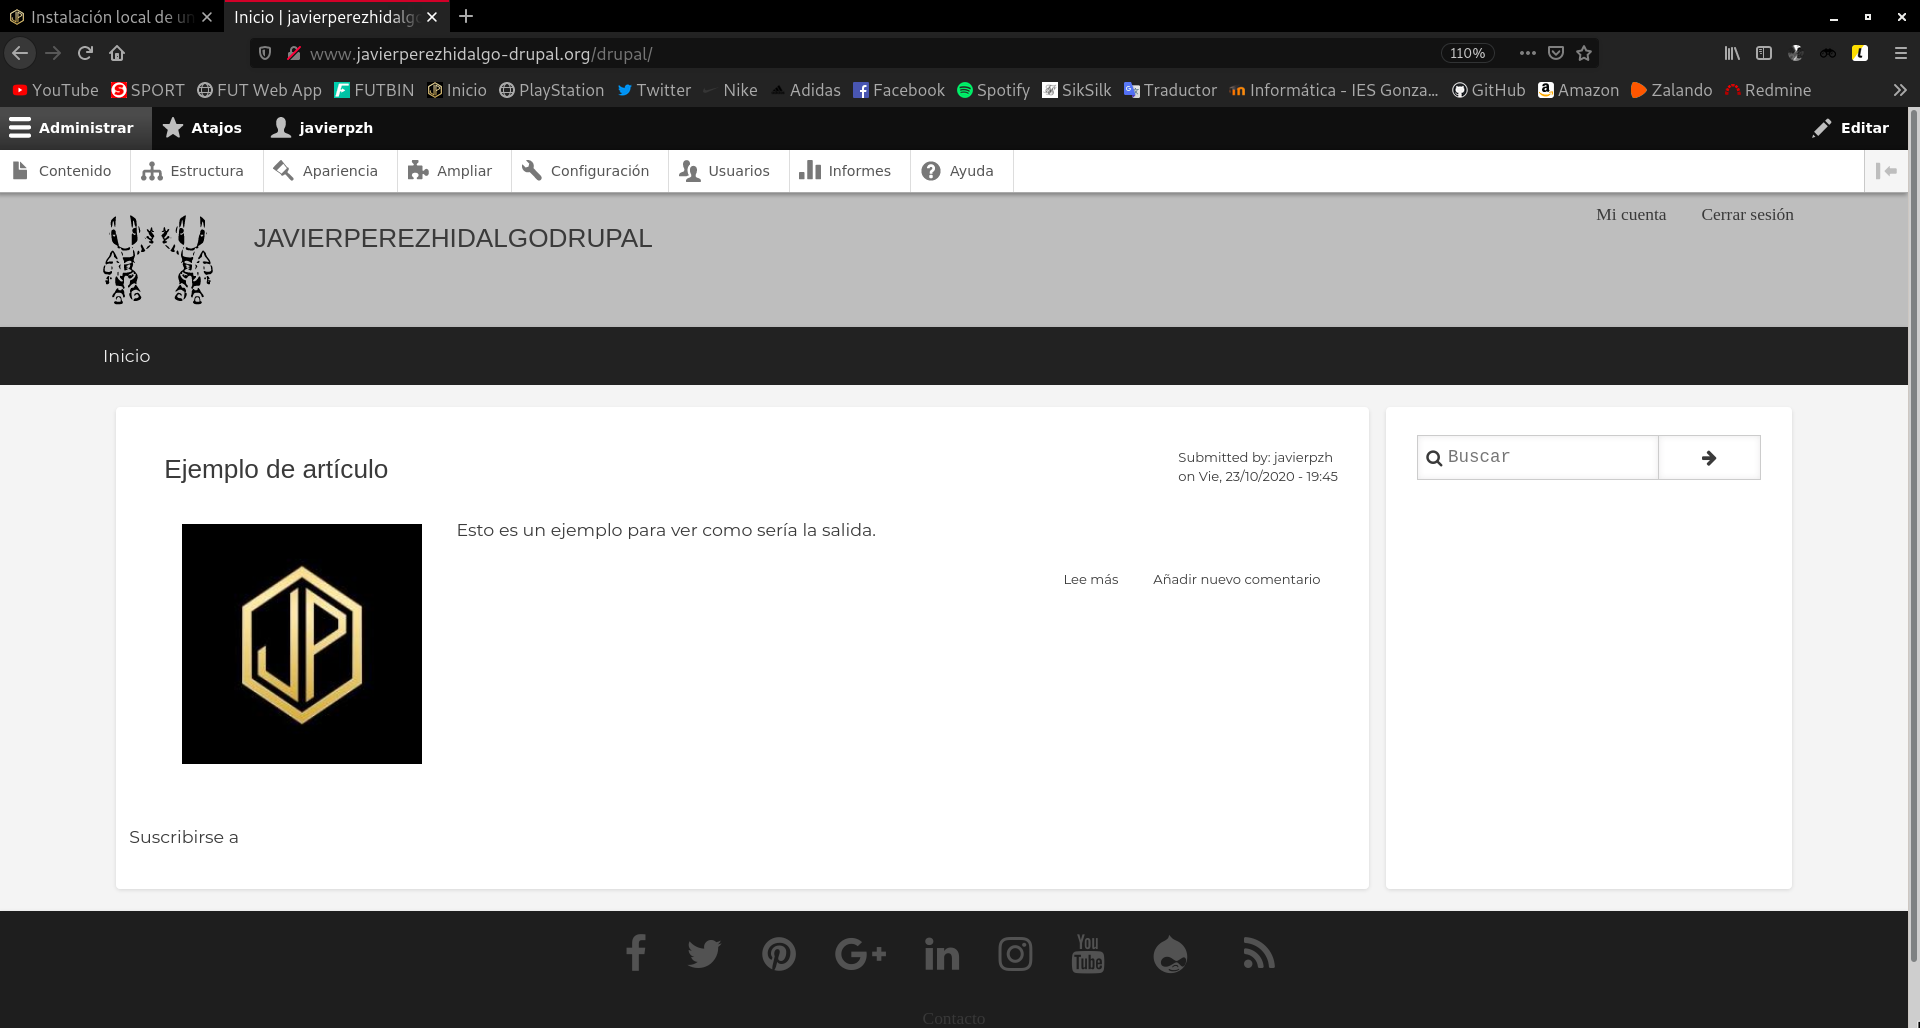 Instalación local de un
Inicio | javierperezhidalgo
www.javierperezhidalgo-drupal.org/drupal/
110%
YouTube SPORT FUT Web App FUTBIN Inicio PlayStation Twitter Nike Adidas Facebook Spotify SikSilk Traductor Informática - IES Gonza... GitHub Amazon Zalando Redmine
Administrar Atajos javierpzh Editar
Contenido Estructura Apariencia Ampliar Configuración Usuarios Informes Ayuda
Mi cuenta Cerrar sesión
JAVIERPEREZHIDALGODRUPAL
Inicio
Ejemplo de artículo
Submitted by: javierpzh
on Vie, 23/10/2020 - 19:45
Buscar
Esto es un ejemplo para ver como sería la salida.
Lee más Añadir nuevo comentario
JP
Suscribirse a
You
Tube
Contacto